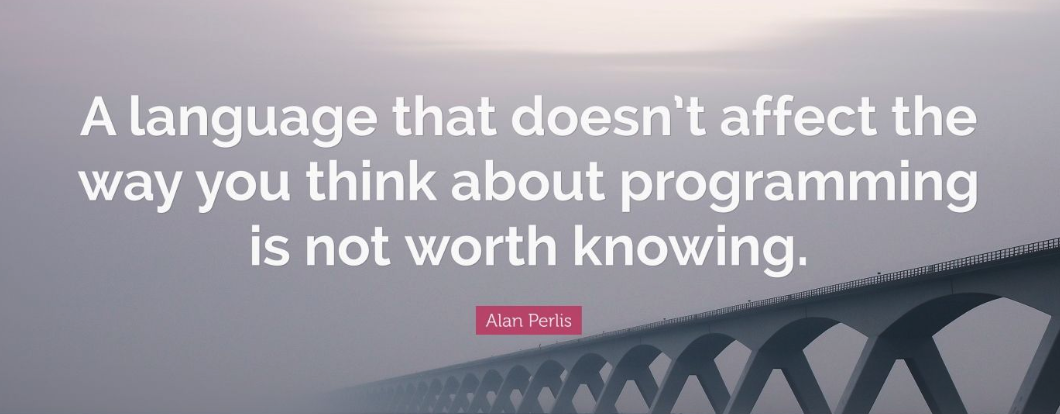 A language that doesn’t affect the
way you think about programming
is not worth knowing.
Alan Perlis